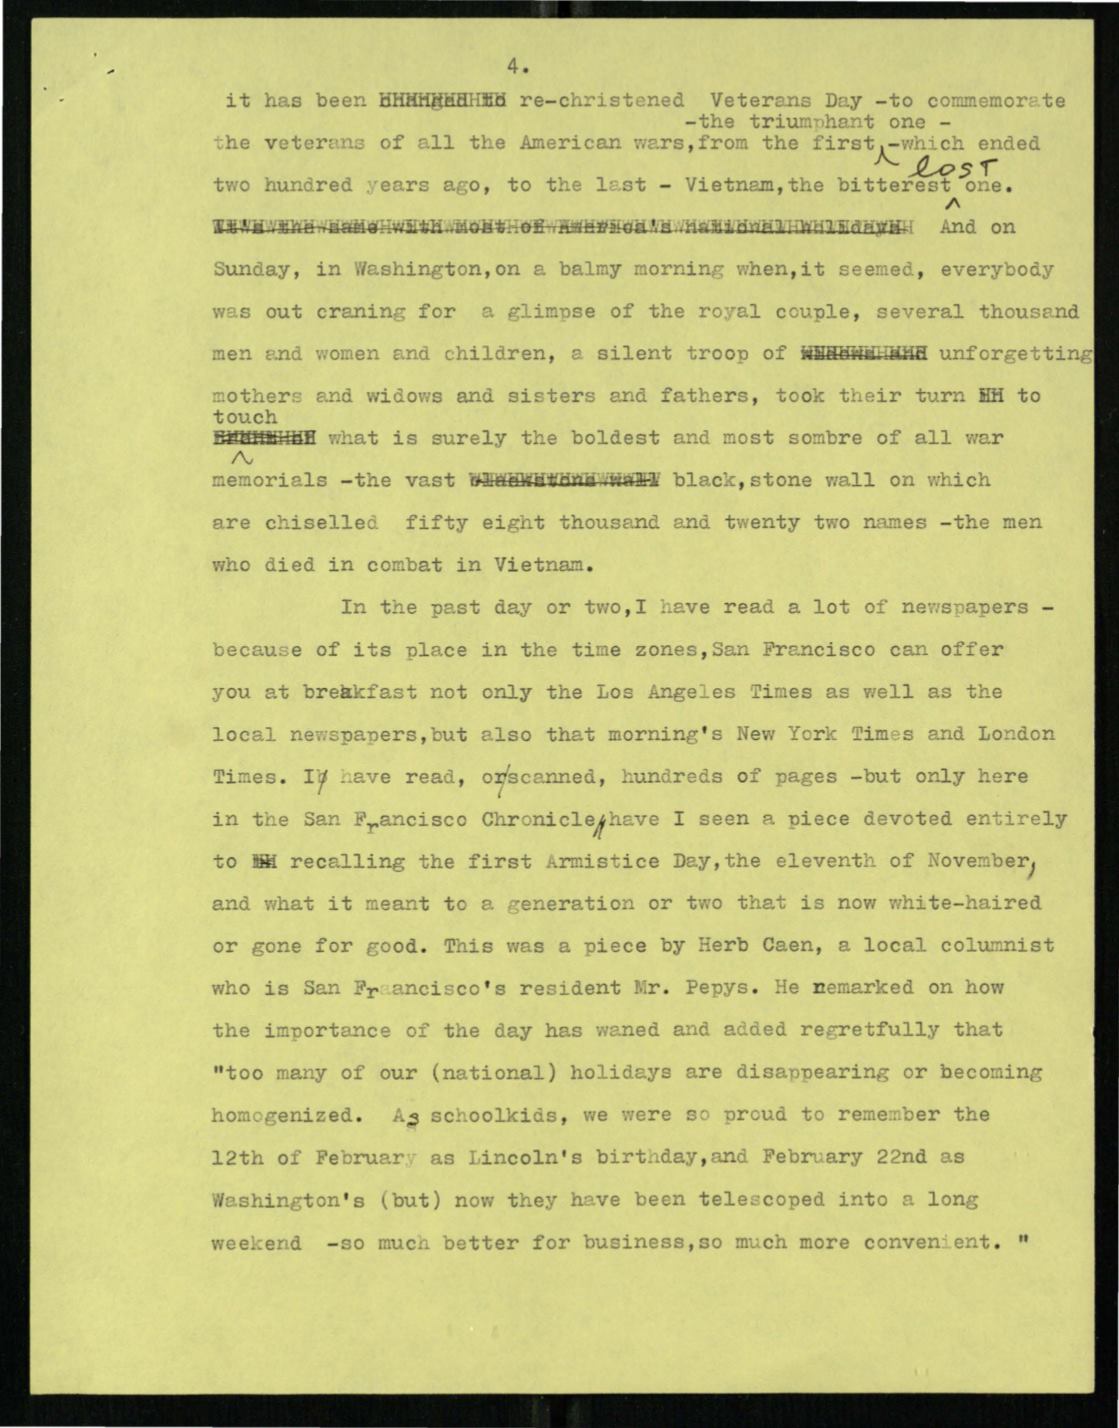 4.
it has been re-christened Veterans Day -to commemorate
-the triumphant one -
the veterans of all the American wars,from the first -which ended
lost
two hundred years ago, to the last - Vietnam,the bitterest one.
It's the same with most of America's national holidays And on
Sunday, in Washington,on a balmy morning when,it seemed, everybody
was out craning for a glimpse of the royal couple, several thousand
men and women and children, a silent troop of unforgetting
mothers and widows and sisters and fathers, took their turn to
touch
what is surely the boldest and most sombre of all war
memorials -the vast blackstone wall black,stone wall on which
are chiselled fifty eight thousand and twenty two names -the men
who died in combat in Vietnam.
In the past day or two,I have read a lot of newspapers -
because of its place in the time zones,San Francisco can offer
you at breakfast not only the Los Angeles Times as well as the
local newspapers,but also that morning's New York Times and London
Times. I have read, or scanned, hundreds of pages -but only here
in the San Francisco Chronicle have I seen a piece devoted entirely
to recalling the first Armistice Day,the eleventh of November,
and what it meant to a generation or two that is now white-haired
or gone for good. This was a piece by Herb Caen, a local columnist
who is San Francisco's resident Mr. Pepys. He remarked on how
the importance of the day has waned and added regretfully that
"too many of our (national) holidays are disappearing or becoming
homogenized. As schoolkids, we were so proud to remember the
12th of February as Lincoln's birthday,and February 22nd as
Washington's (but) now they have been telescoped into a long
weekend -so much better for business,so much more convenient. "